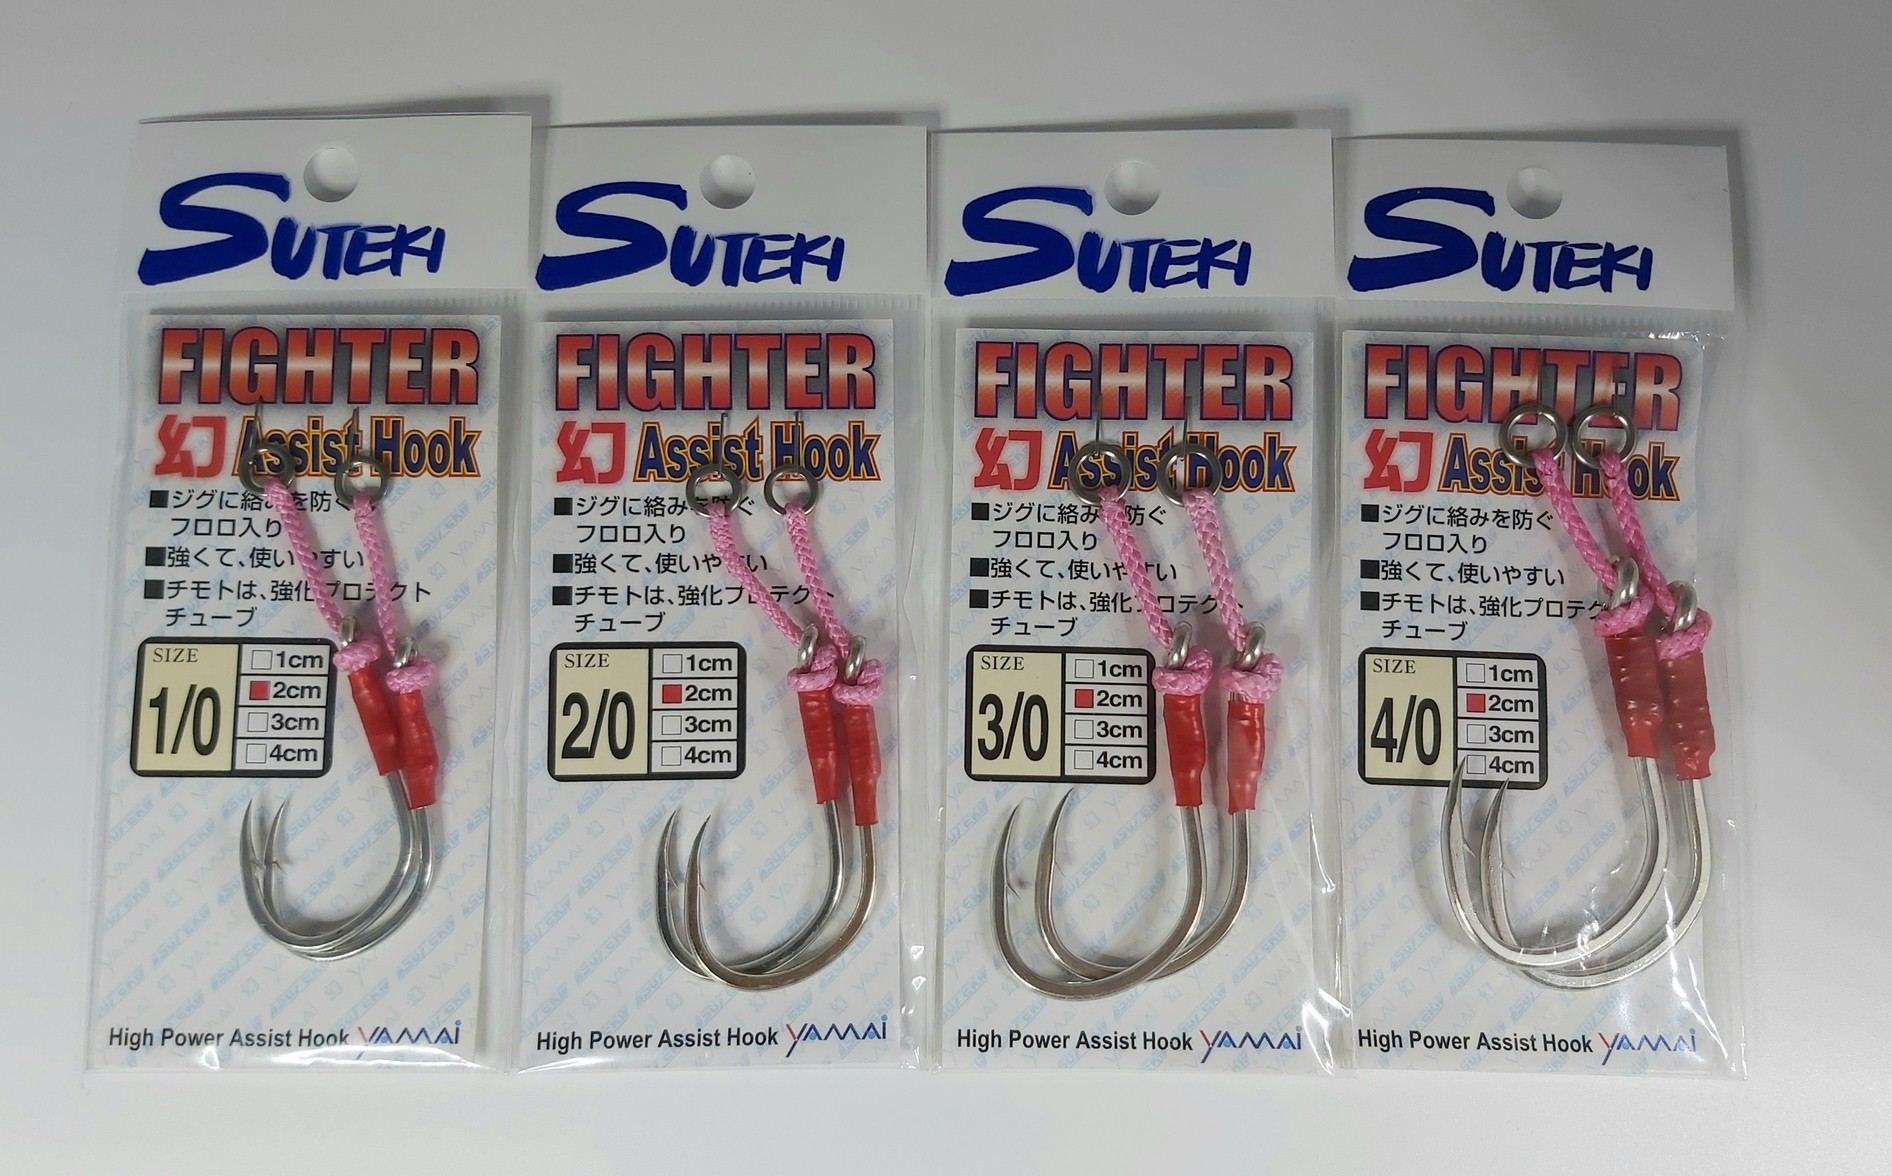 SUTEKI
FIGHTER
幻 Assist Hook
■ジグに絡みを防ぐ
フロロ入り
■強くて、使いやすい
■チモトは、強化プロテクト
チューブ
SIZE
1/0
1cm
2cm
3cm
4cm
High Power Assist Hook YAMAi
SUTEKI
FIGHTER
幻 Assist Hook
■ジグに絡みを防ぐ
フロロ入り
■強くて、使いやすい
■チモトは、強化プロテクト
チューブ
SIZE
2/0
1cm
2cm
3cm
4cm
High Power Assist Hook YAMAi
SUTEKI
FIGHTER
幻 Assist Hook
■ジグに絡みを防ぐ
フロロ入り
■強くて、使いやすい
■チモトは、強化プロテクト
チューブ
SIZE
3/0
1cm
2cm
3cm
4cm
High Power Assist Hook YAMAi
SUTEKI
FIGHTER
幻 Assist Hook
■ジグに絡みを防ぐ
フロロ入り
■強くて、使いやすい
■チモトは、強化プロテクト
チューブ
SIZE
4/0
1cm
2cm
3cm
4cm
High Power Assist Hook YAMAi